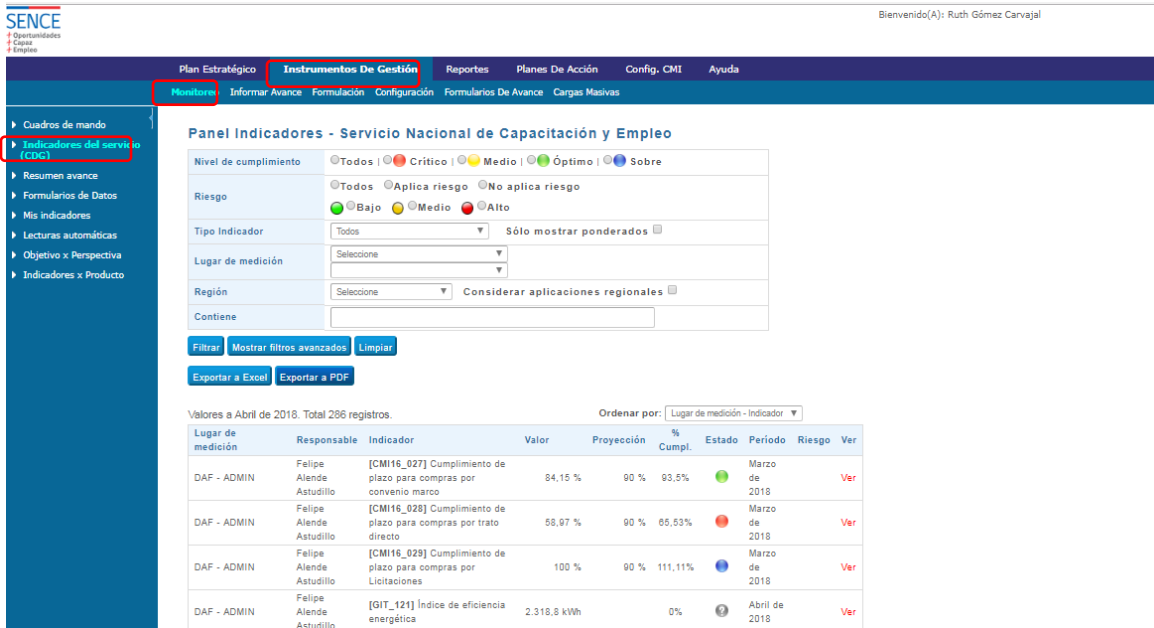 Bienvenido(A): Ruth Gómez Carvajal
SENCE
+ Oportunidades
+ Capaz
+ Empleo
Plan Estratégico Instrumentos De Gestión Reportes Planes De Acción Config. CMI Ayuda
Monitoreo Informar Avance Formulación Configuración Formularios De Avance Cargas Masivas
Cuadros de mando
Indicadores del servicio
(CDG)
Resumen avance
Formularios de Datos
Mis indicadores
Lecturas automáticas
Objetivo x Perspectiva
Indicadores x Producto
Panel Indicadores - Servicio Nacional de Capacitación y Empleo
Nivel de cumplimiento Todos | Crítico | Medio | Óptimo | Sobre
Riesgo Todos Aplica riesgo No aplica riesgo
Bajo Medio Alto
Tipo Indicador Todos Sólo mostrar ponderados
Lugar de medición Seleccione
Región Seleccione Considerar aplicaciones regionales
Contiene
Filtrar Mostrar filtros avanzados Limpiar
Exportar a Excel Exportar a PDF
Valores a Abril de 2018. Total 286 registros. Ordenar por: Lugar de medición - Indicador
Lugar de medición Responsable Indicador Valor Proyección % Cumpl. Estado Periodo Riesgo Ver
DAF - ADMIN Felipe Alende Astudillo [CMI16_027] Cumplimiento de plazo para compras por convenio marco 84,15 % 90 % 93,5% Marzo de 2018 Ver
DAF - ADMIN Felipe Alende Astudillo [CMI16_028] Cumplimiento de plazo para compras por trato directo 58,97 % 90 % 65,53% Marzo de 2018 Ver
DAF - ADMIN Felipe Alende Astudillo [CMI16_029] Cumplimiento de plazo para compras por Licitaciones 100 % 90 % 111,11% Marzo de 2018 Ver
DAF - ADMIN Felipe Alende Astudillo [GIT_121] Índice de eficiencia energética 2.318,8 kWh 0% Abril de 2018 Ver